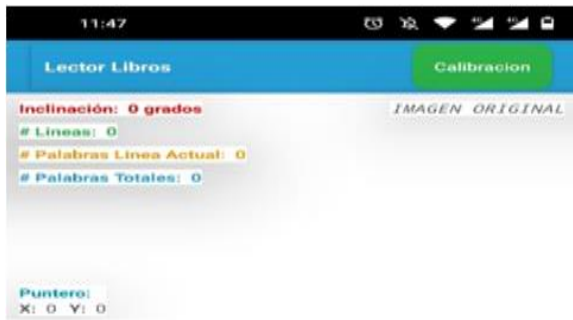 11:47
Lector Libros
Calibracion
Inclinación: 0 grados
IMAGEN ORIGINAL
# Lineas: 0
# Palabras Linea Actual: 0
# Palabras Totales: 0
Puntero:
X: 0 Y: 0